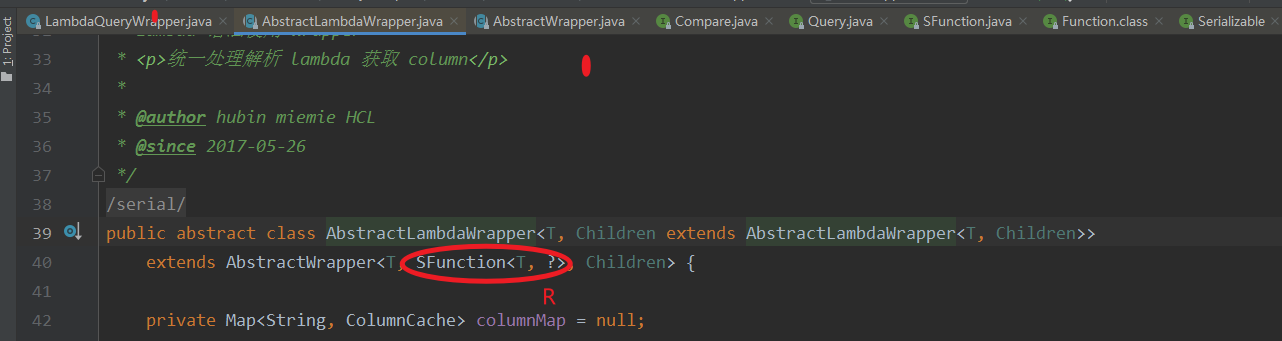 LambdaQueryWrapper.java AbstractLambdaWrapper.java AbstractWrapper.java Compare.java Query.java SFunction.java Function.class Serializable
1: Project
33 * <p>统一处理解析 lambda 获取 column</p>
34 *
35 * @author hubin miemie HCL
36 * @since 2017-05-26
37 */
38 /serial/
39 public abstract class AbstractLambdaWrapper<T, Children extends AbstractLambdaWrapper<T, Children>>
40 extends AbstractWrapper<T, SFunction<T, ?>, Children> {
R
41
42 private Map<String, ColumnCache> columnMap = null;